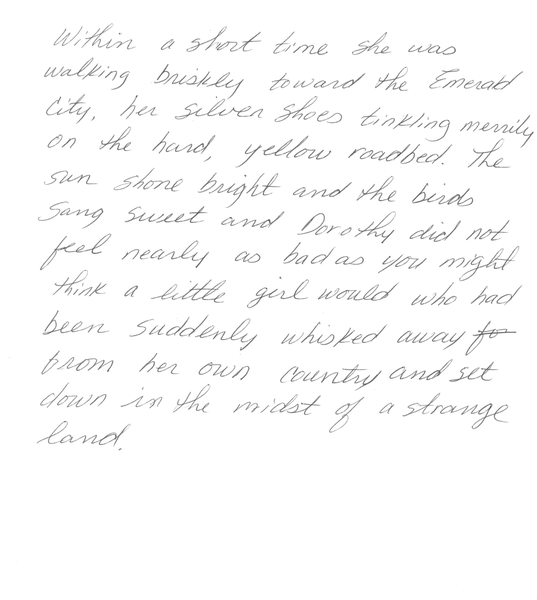 Within a short time she was
walking briskly toward the Emerald
City, her silver shoes tinkling merrily
on the hard, yellow roadbed. The
sun shone bright and the birds
sang sweet and Dorothy did not
feel nearly as bad as you might
think a little girl would who had
been suddenly whisked away fo
from her own country and set
down in the midst of a strange
land.